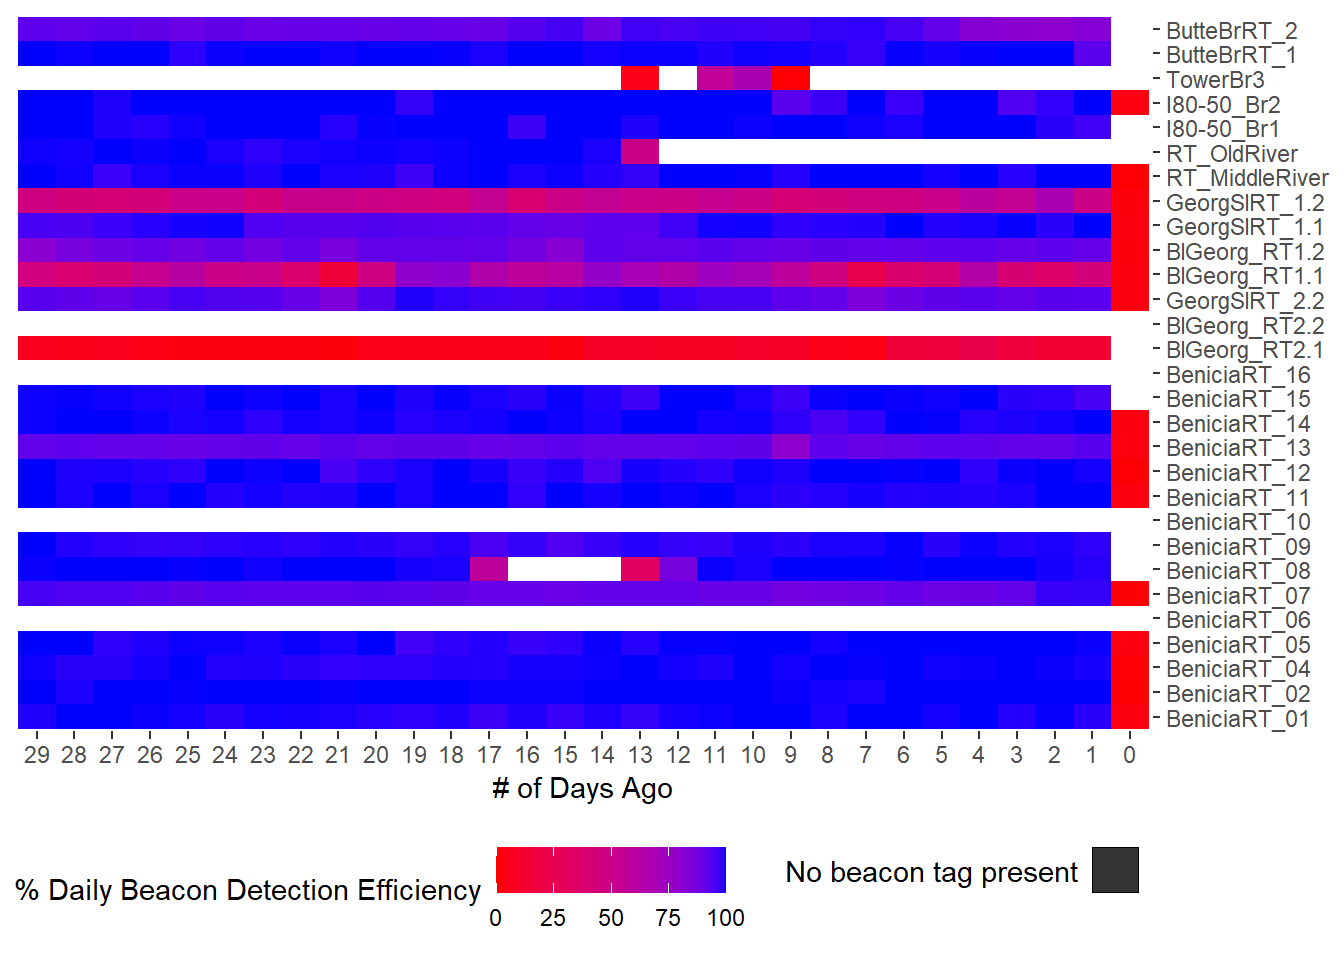 ButteBrRT_2
ButteBrRT_1
TowerBr3
I80-50_Br2
I80-50_Br1
RT_OldRiver
RT_MiddleRiver
GeorgSlRT_1.2
GeorgSlRT_1.1
BlGeorg_RT1.2
BlGeorg_RT1.1
GeorgSlRT_2.2
BlGeorg_RT2.2
BlGeorg_RT2.1
BeniciaRT_16
BeniciaRT_15
BeniciaRT_14
BeniciaRT_13
BeniciaRT_12
BeniciaRT_11
BeniciaRT_10
BeniciaRT_09
BeniciaRT_08
BeniciaRT_07
BeniciaRT_06
BeniciaRT_05
BeniciaRT_04
BeniciaRT_02
BeniciaRT_01
29 28 27 26 25 24 23 22 21 20 19 18 17 16 15 14 13 12 11 10 9 8 7 6 5 4 3 2 1 0
# of Days Ago
% Daily Beacon Detection Efficiency
0 25 50 75 100
No beacon tag present